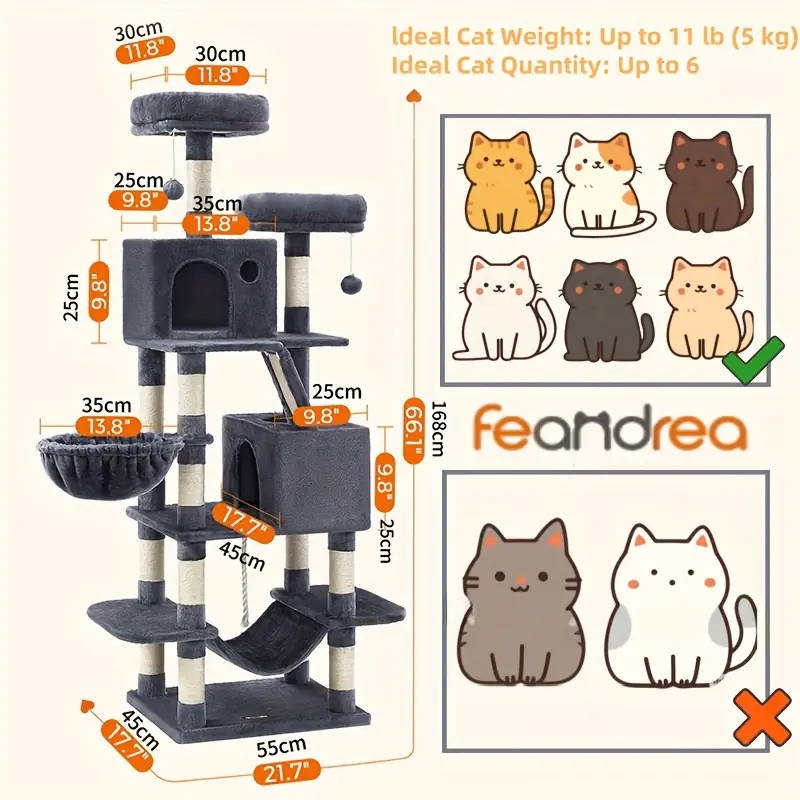 Ideal Cat Weight: Up to 11 lb (5 kg)
Ideal Cat Quantity: Up to 6
30cm
11.8"
30cm
11.8"
25cm
9.8"
35cm
13.8"
25cm
9.8"
35cm
13.8"
25cm
9.8"
168cm
66.1"
feandrea
9.8"
25cm
17.7"
45cm
45cm
17.7"
55cm
21.7"